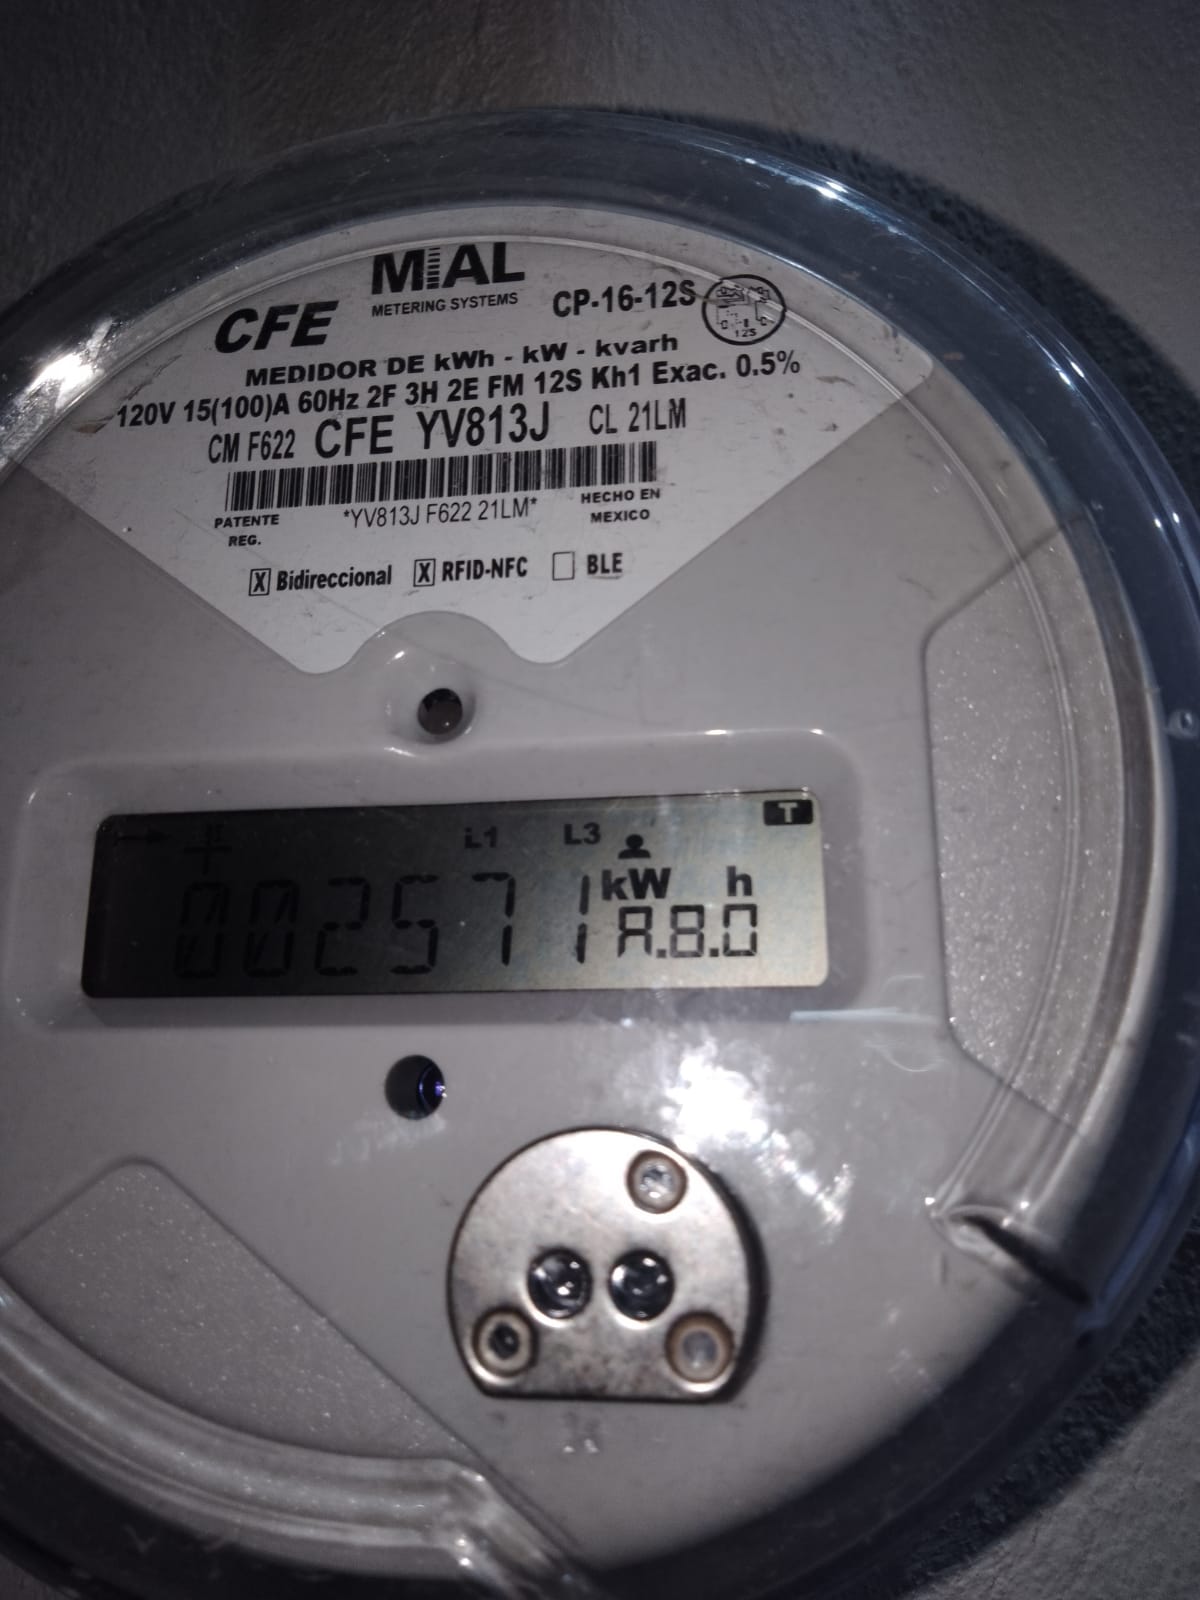 MIAL
METERING SYSTEMS
CFE
CP-16-12S
12S
MEDIDOR DE kWh - kW - kvarh
120V 15(100)A 60Hz 2F 3H 2E FM 12S Kh1 Exac. 0.5%
CM F622 CFE YV813J CL 21LM
PATENTE REG.
*YV813J F622 21LM*
HECHO EN MEXICO
X Bidireccional X RFID-NFC BLE
L1 L3 T
002571 kW h
A.8.0